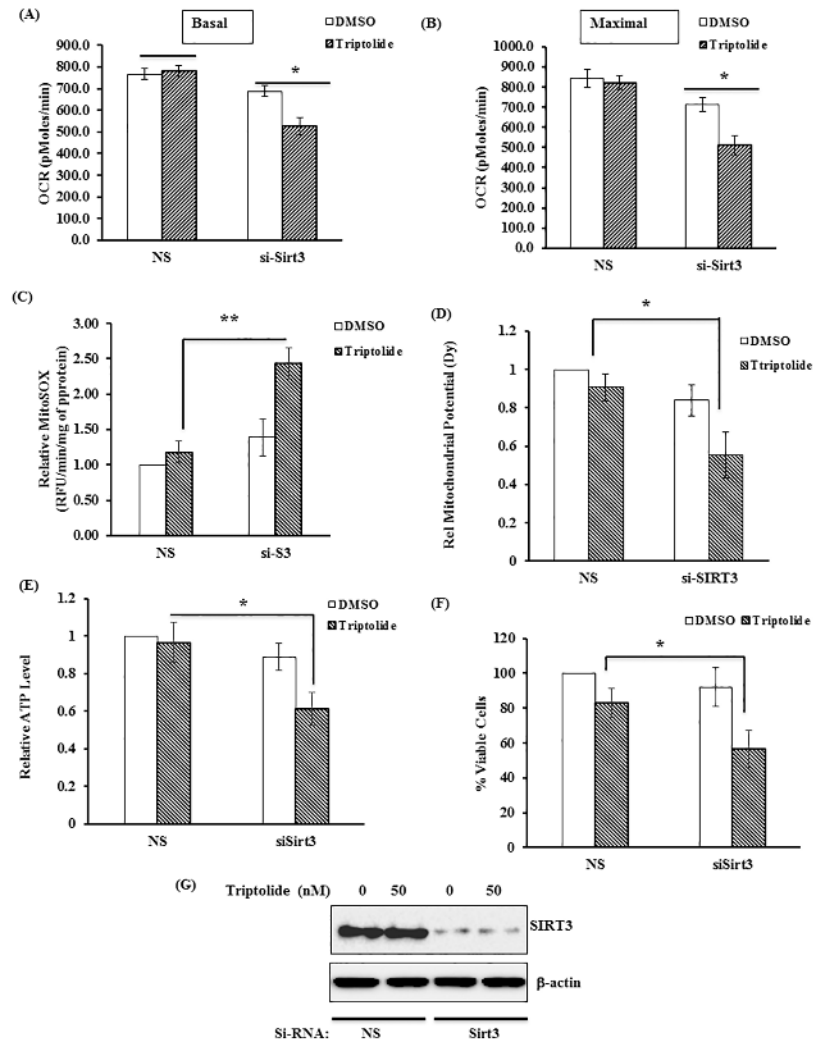 (A)
Basal
DMSO
Triptolide
900.0
800.0
700.0
600.0
500.0
400.0
300.0
200.0
100.0
0.0
OCR (pMoles/min)
*
NS
si-Sirt3
(B)
Maximal
DMSO
Triptolide
1000.0
900.0
800.0
700.0
600.0
500.0
400.0
300.0
200.0
100.0
0.0
OCR (pMoles/min)
*
NS
si-Sirt3
(C)
3.00
2.50
2.00
1.50
1.00
0.50
0.00
Relative MitoSOX
(RFU/min/mg of pprotein)
**
DMSO
Triptolide
NS
si-S3
(D)
1.2
1
0.8
0.6
0.4
0.2
0
Rel Mitochondrial Potential (Dy)
*
DMSO
Ttriptolide
NS
si-SIRT3
(E)
1.2
1
0.8
0.6
0.4
0.2
0
Relative ATP Level
*
DMSO
Triptolide
NS
siSirt3
(F)
DMSO Triptolide
120
100
80
60
40
20
0
% Viable Cells
*
NS
siSirt3
(G)
Triptolide (nM) 0 50 0 50
SIRT3
β-actin
Si-RNA: NS Sirt3